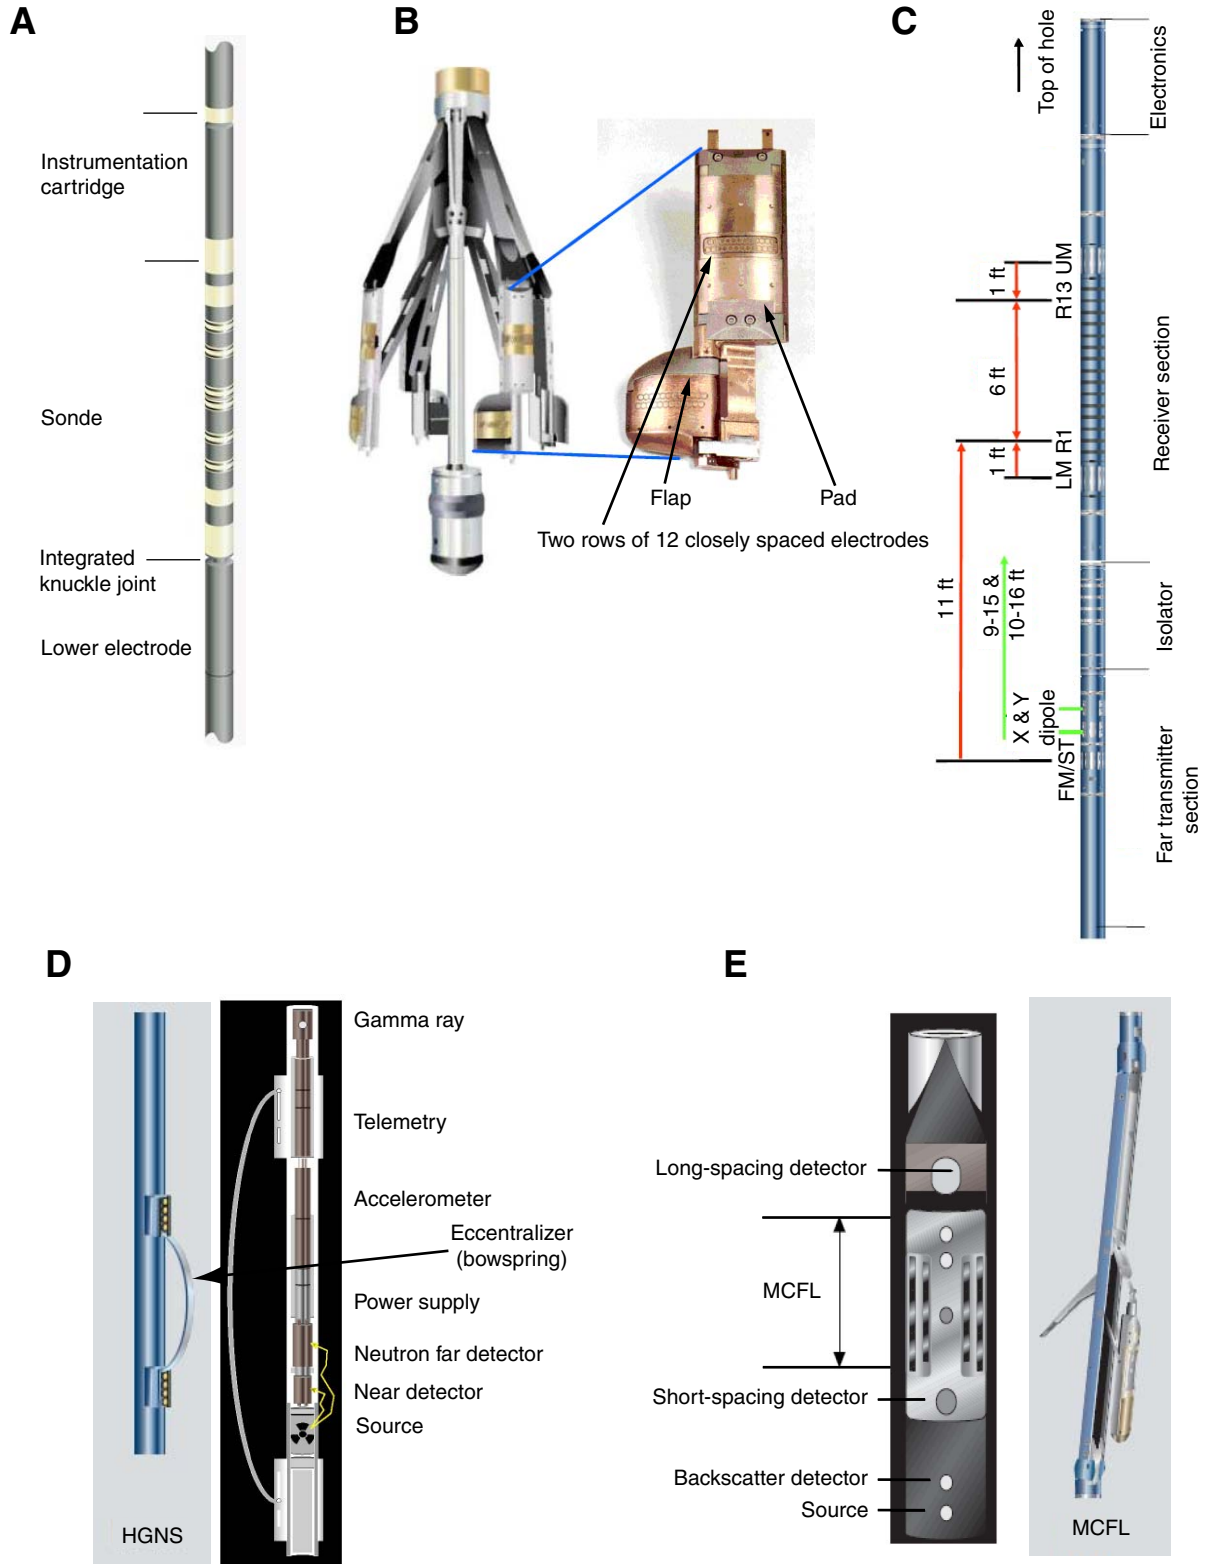 A
Instrumentation
cartridge
Sonde
Integrated
knuckle joint
Lower electrode
B
Flap
Pad
Two rows of 12 closely spaced electrodes
C
Top of hole
Electronics
1 ft
R13 UM
6 ft
Receiver section
1 ft
LM R1
11 ft
9-15 &
10-16 ft
Isolator
X & Y
dipole
FM/ST
Far transmitter
section
D
Gamma ray
Telemetry
Accelerometer
Eccentralizer
(bowspring)
Power supply
Neutron far detector
Near detector
Source
HGNS
E
Long-spacing detector
MCFL
Short-spacing detector
Backscatter detector
Source
MCFL